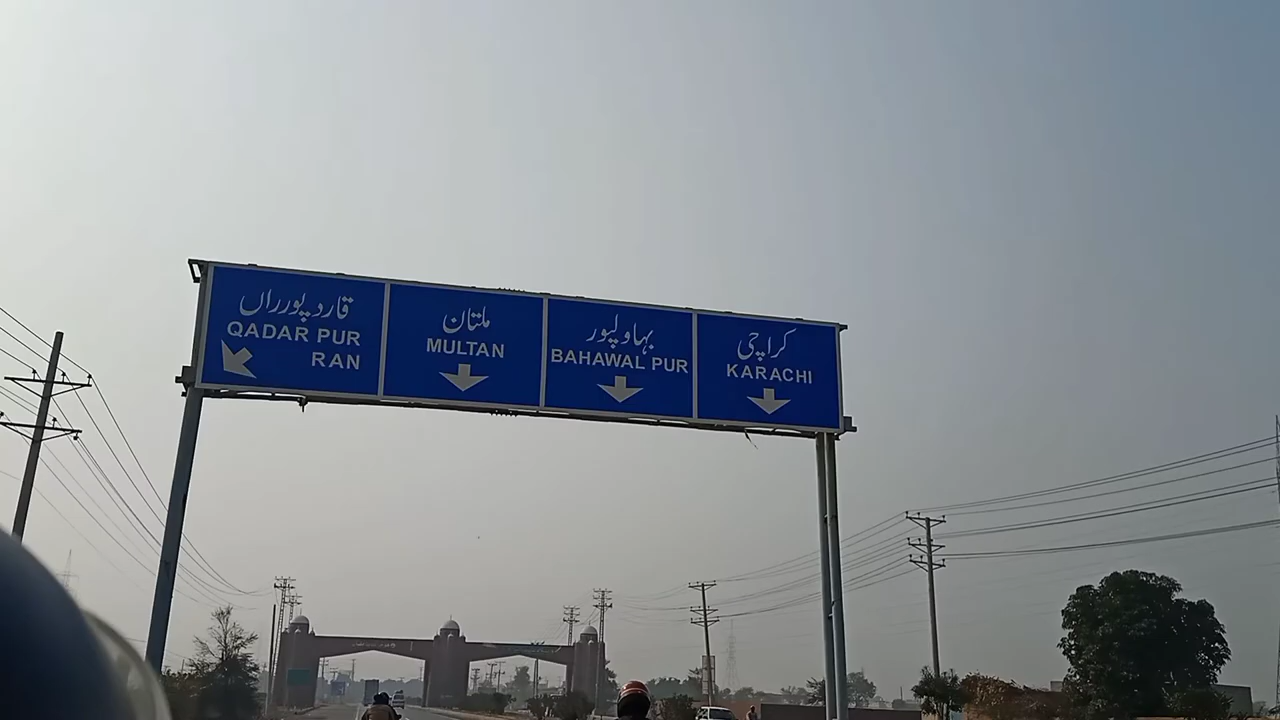 قادرپورراں
QADAR PUR
RAN
ملتان
MULTAN
بہاولپور
BAHAWAL PUR
کراچی
KARACHI